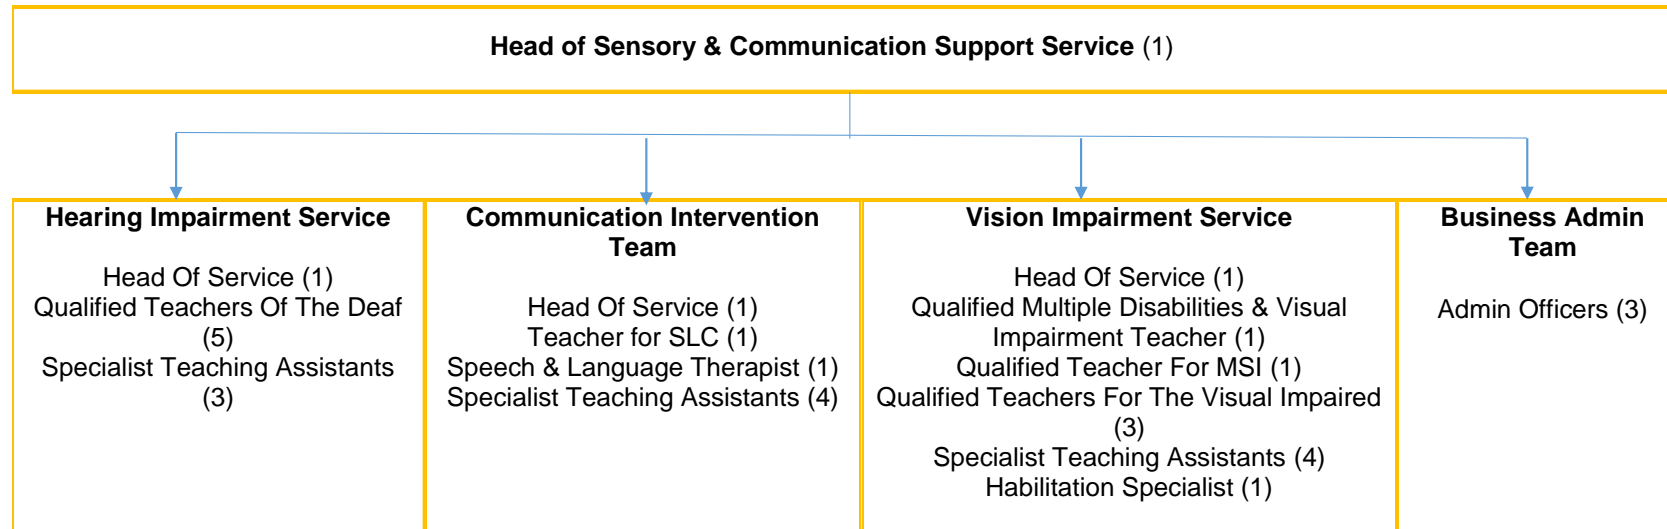 Head of Sensory & Communication Support Service (1)
Hearing Impairment Service
Head Of Service (1)
Qualified Teachers Of The Deaf
(5)
Specialist Teaching Assistants
(3)
Communication Intervention
Team
Head Of Service (1)
Teacher for SLC (1)
Speech & Language Therapist (1)
Specialist Teaching Assistants (4)
Vision Impairment Service
Head Of Service (1)
Qualified Multiple Disabilities & Visual
Impairment Teacher (1)
Qualified Teacher For MSI (1)
Qualified Teachers For The Visual Impaired
(3)
Specialist Teaching Assistants (4)
Habilitation Specialist (1)
Business Admin
Team
Admin Officers (3)